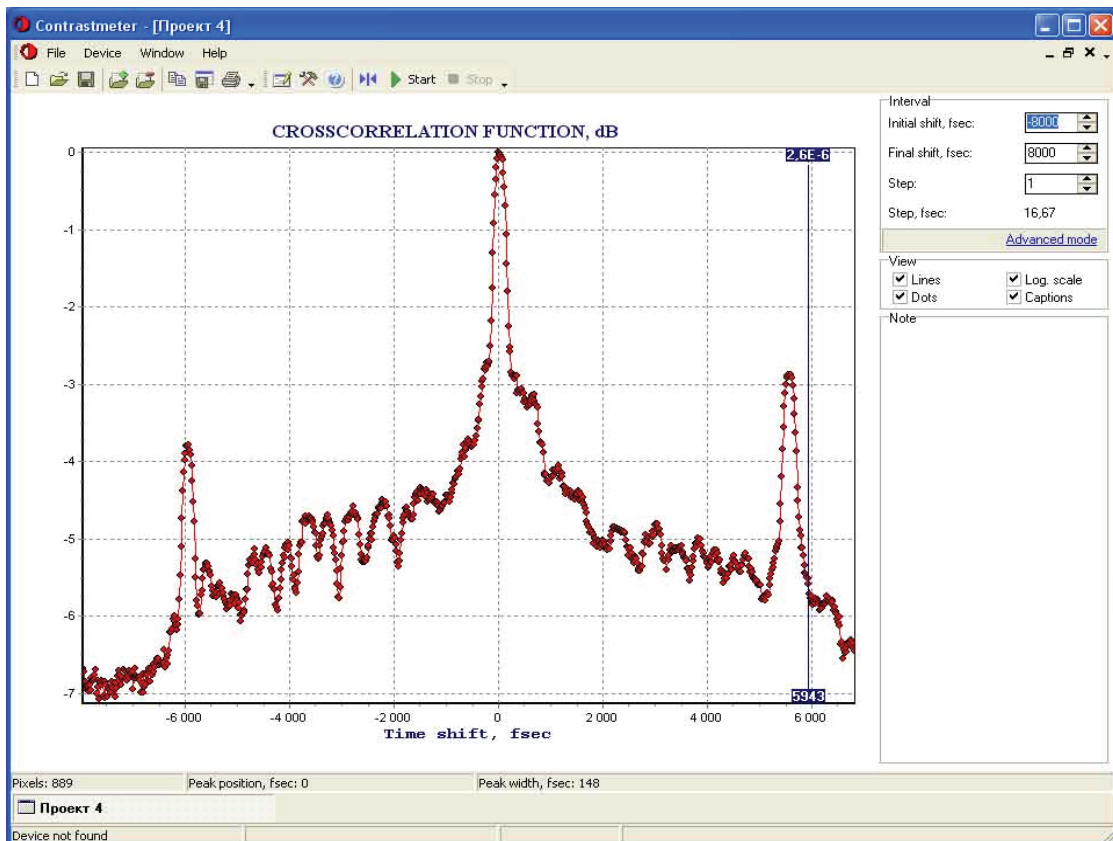 Contrastmeter - [Проект 4]
File Device Window Help
Start Stop
CROSSCORRELATION FUNCTION, dB
2,6E-6
0
-1
-2
-3
-4
-5
-6
-7
5943
-6 000 -4 000 -2 000 0 2 000 4 000 6 000
Time shift, fsec
Interval
Initial shift, fsec: -8000
Final shift, fsec: 8000
Step: 1
Step, fsec: 16,67
Advanced mode
View
Lines Log. scale
Dots Captions
Note
Pixels: 889 Peak position, fsec: 0 Peak width, fsec: 148
Проект 4
Device not found